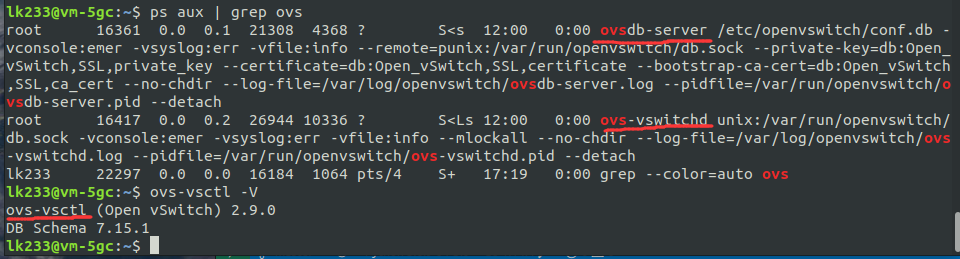 lk233@vm-5gc:~$ ps aux | grep ovs
root     16361  0.0  0.1  21308  4368 ?        S<s  12:00   0:00 ovsdb-server /etc/openvswitch/conf.db -
vconsole:emer -vsyslog:err -vfile:info --remote=punix:/var/run/openvswitch/db.sock --private-key=db:Open_
vSwitch,SSL,private_key --certificate=db:Open_vSwitch,SSL,certificate --bootstrap-ca-cert=db:Open_vSwitch
,SSL,ca_cert --no-chdir --log-file=/var/log/openvswitch/ovsdb-server.log --pidfile=/var/run/openvswitch/o
vsdb-server.pid --detach
root     16417  0.0  0.2  26944 10336 ?        S<Ls 12:00   0:00 ovs-vswitchd unix:/var/run/openvswitch/
db.sock -vconsole:emer -vsyslog:err -vfile:info --mlockall --no-chdir --log-file=/var/log/openvswitch/ovs
-vswitchd.log --pidfile=/var/run/openvswitch/ovs-vswitchd.pid --detach
lk233    22297  0.0  0.0  16184  1064 pts/4    S+   17:19   0:00 grep --color=auto ovs
lk233@vm-5gc:~$ ovs-vsctl -V
ovs-vsctl (Open vSwitch) 2.9.0
DB Schema 7.15.1
lk233@vm-5gc:~$